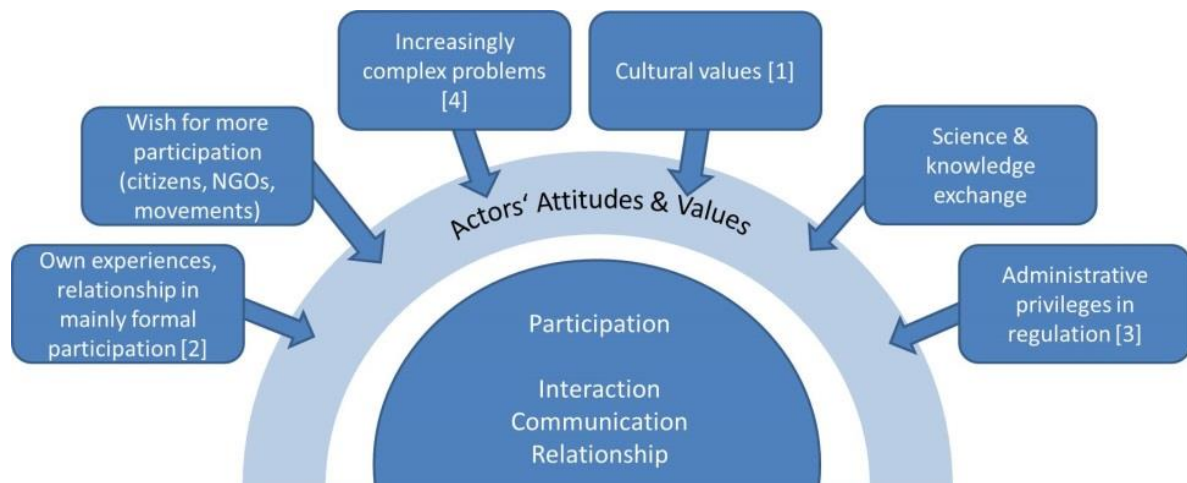 Increasingly
complex problems
[4]
Cultural values [1]
Wish for more
participation
(citizens, NGOs,
movements)
Science &
knowledge
exchange
Own experiences,
relationship in
mainly formal
participation [2]
Administrative
privileges in
regulation [3]
Actors‘ Attitudes & Values
Participation
Interaction
Communication
Relationship